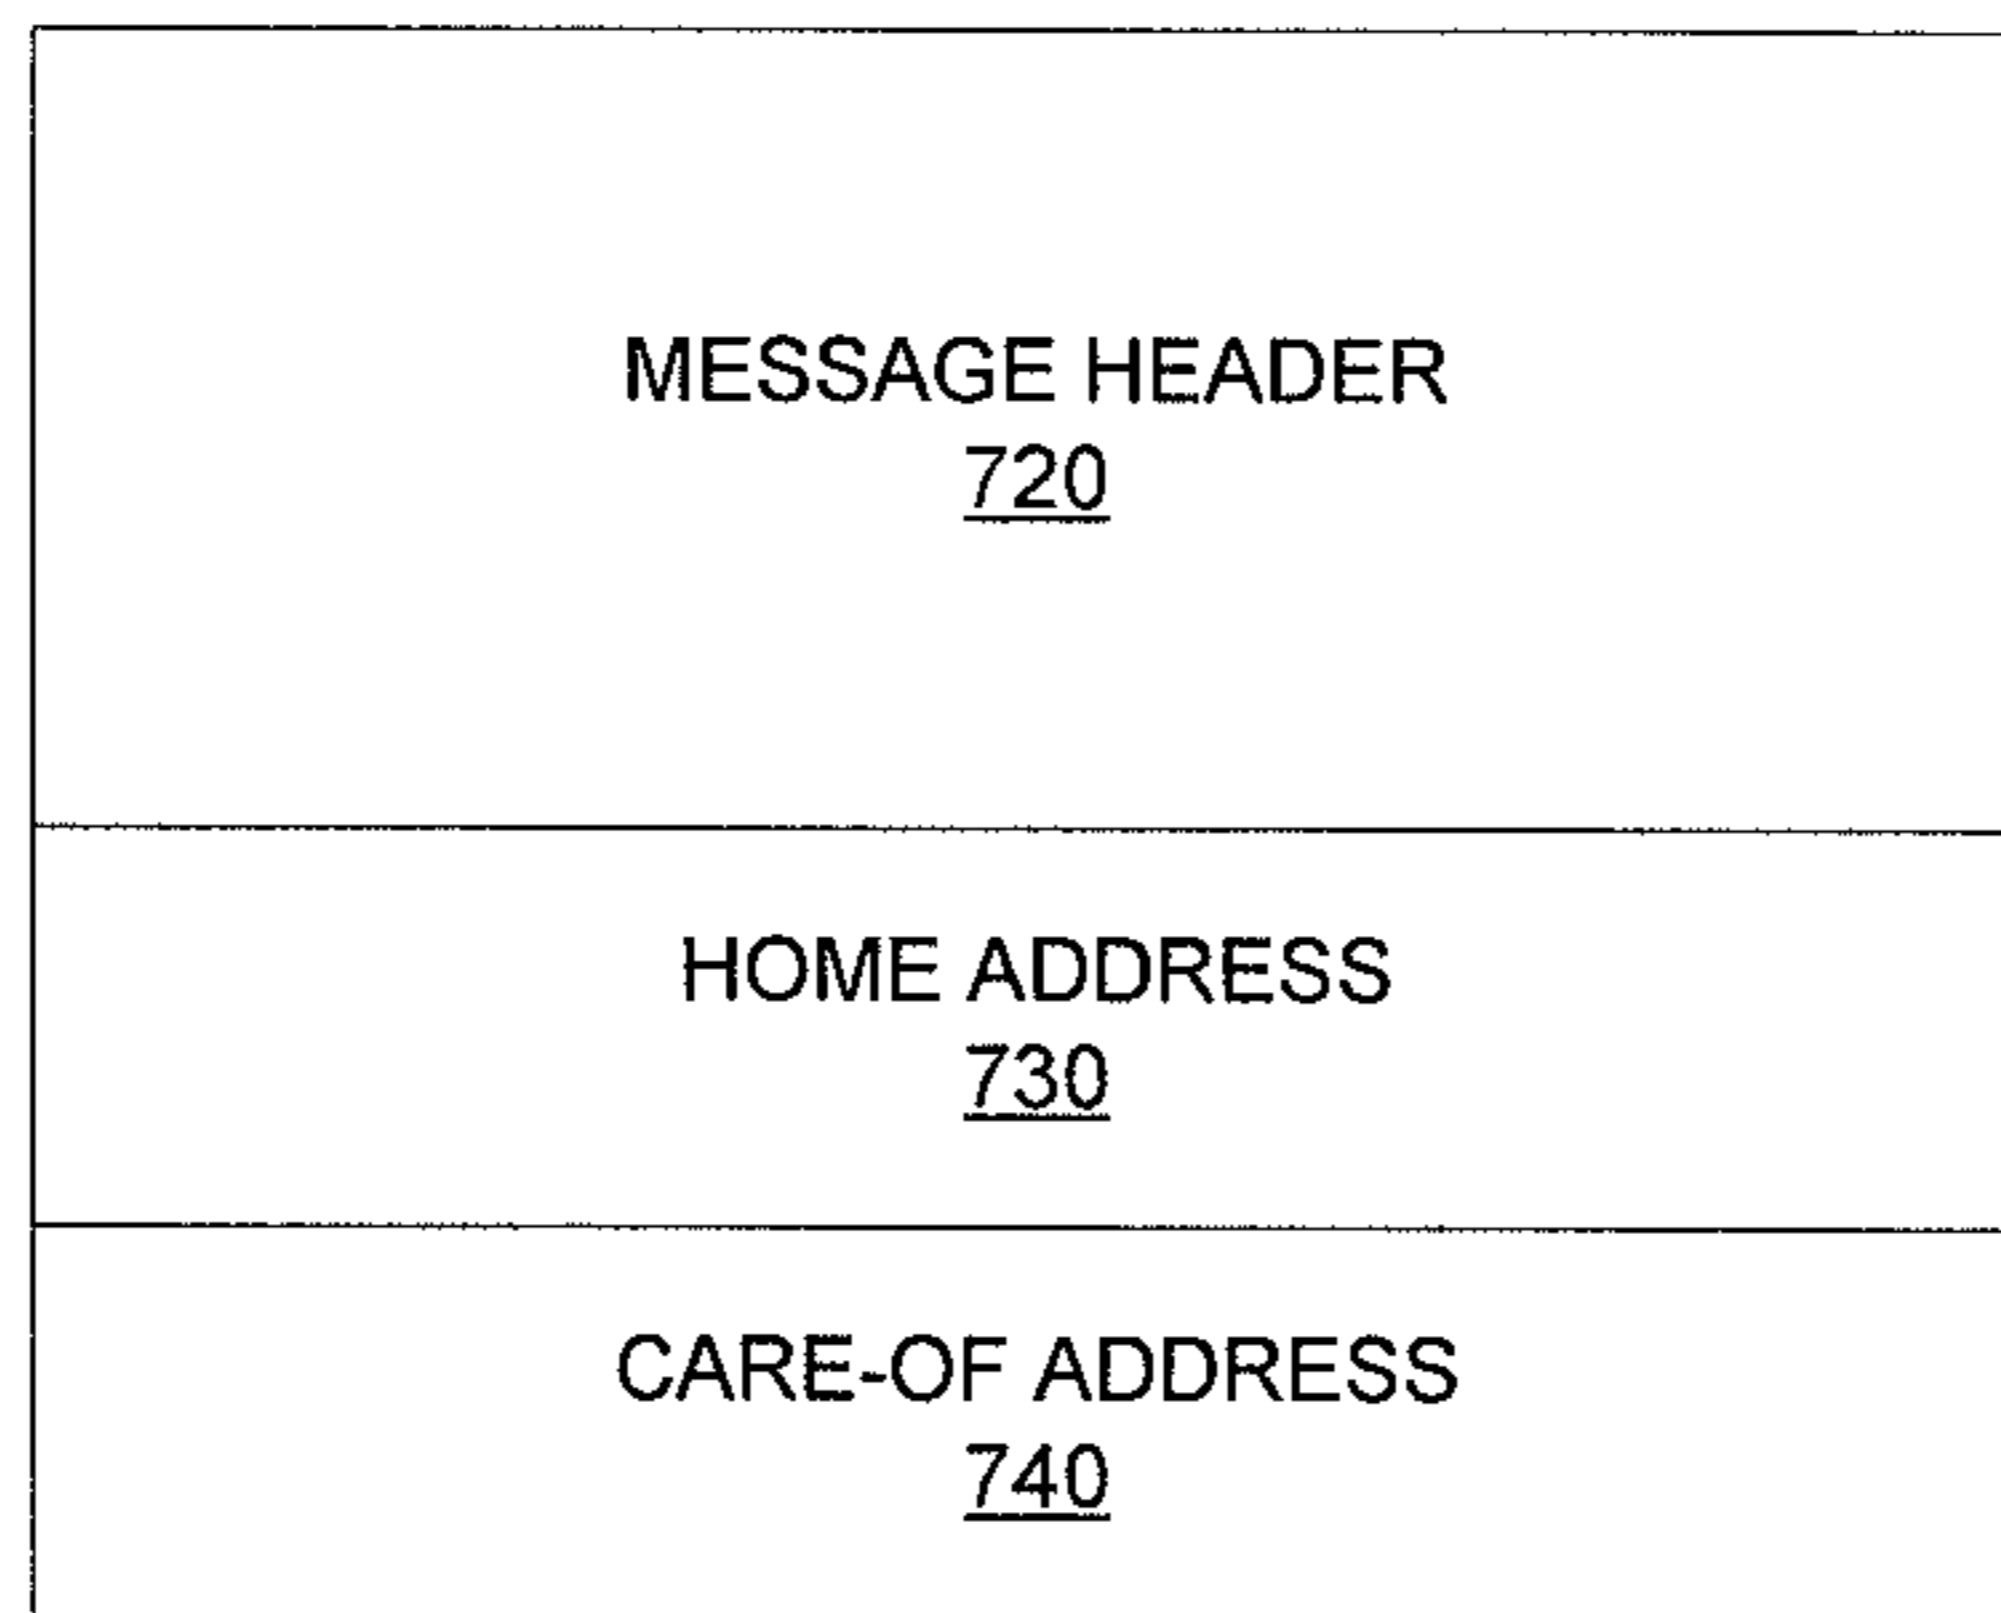 MESSAGE HEADER
720
HOME ADDRESS
730
CARE-OF ADDRESS
740